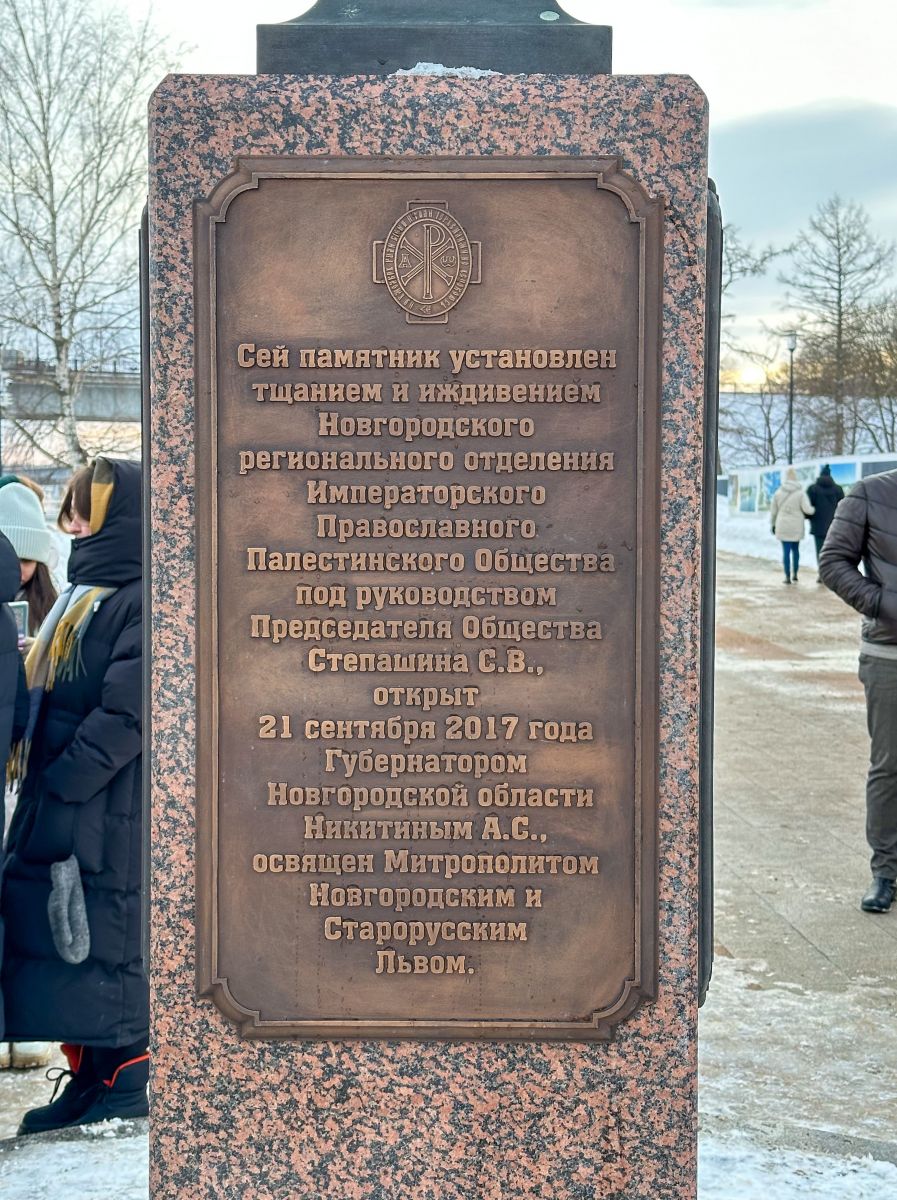 Сей памятник установлен
тщанием и иждивением
Новгородского
регионального отделения
Императорского
Православного
Палестинского Общества
под руководством
Председателя Общества
Степашина С.В.,
открыт
21 сентября 2017 года
Губернатором
Новгородской области
Никитиным А.С.,
освящен Митрополитом
Новгородским и
Старорусским
Львом.